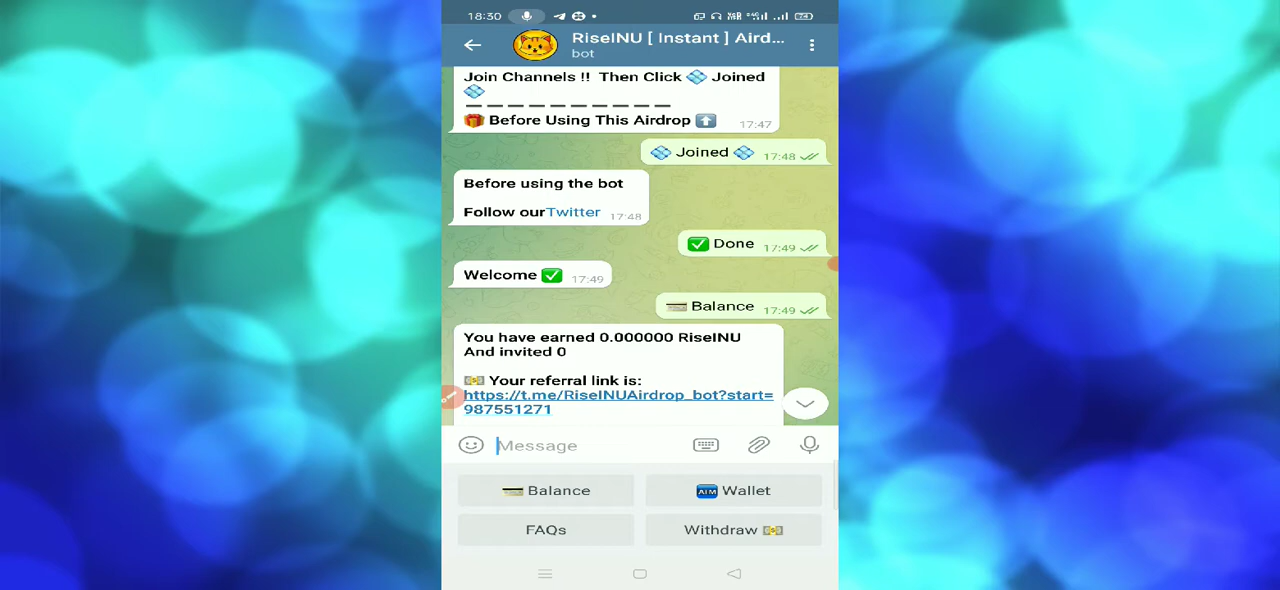 18:30
RiseINU [ Instant ] Aird...
bot
Join Channels !! Then Click 💠 Joined
💠
— — — — — — — — — —
🎁 Before Using This Airdrop ⬆️
17:47
💠 Joined 💠 17:48
Before using the bot
Follow ourTwitter 17:48
✅ Done 17:49
Welcome ✅ 17:49
💳 Balance 17:49
You have earned 0.000000 RiseINU
And invited 0
💵 Your referral link is:
https://t.me/RiseINUAirdrop_bot?start=
987551271
Message
💳 Balance
🏧 Wallet
FAQs
Withdraw 💵